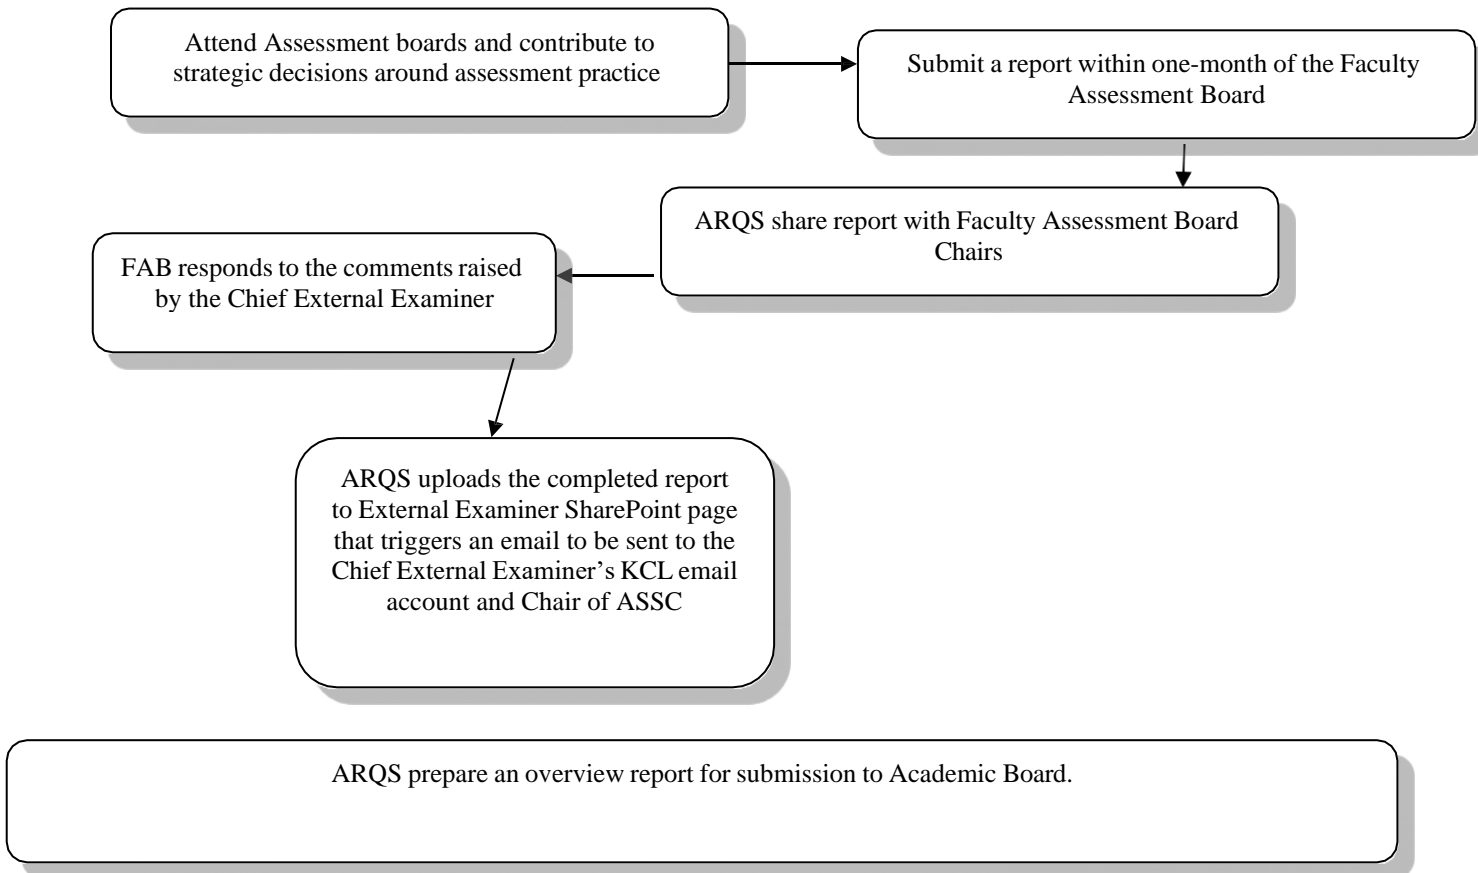 Attend Assessment boards and contribute to
strategic decisions around assessment practice
Submit a report within one-month of the Faculty
Assessment Board
ARQS share report with Faculty Assessment Board
Chairs
FAB responds to the comments raised
by the Chief External Examiner
ARQS uploads the completed report
to External Examiner SharePoint page
that triggers an email to be sent to the
Chief External Examiner’s KCL email
account and Chair of ASSC
ARQS prepare an overview report for submission to Academic Board.